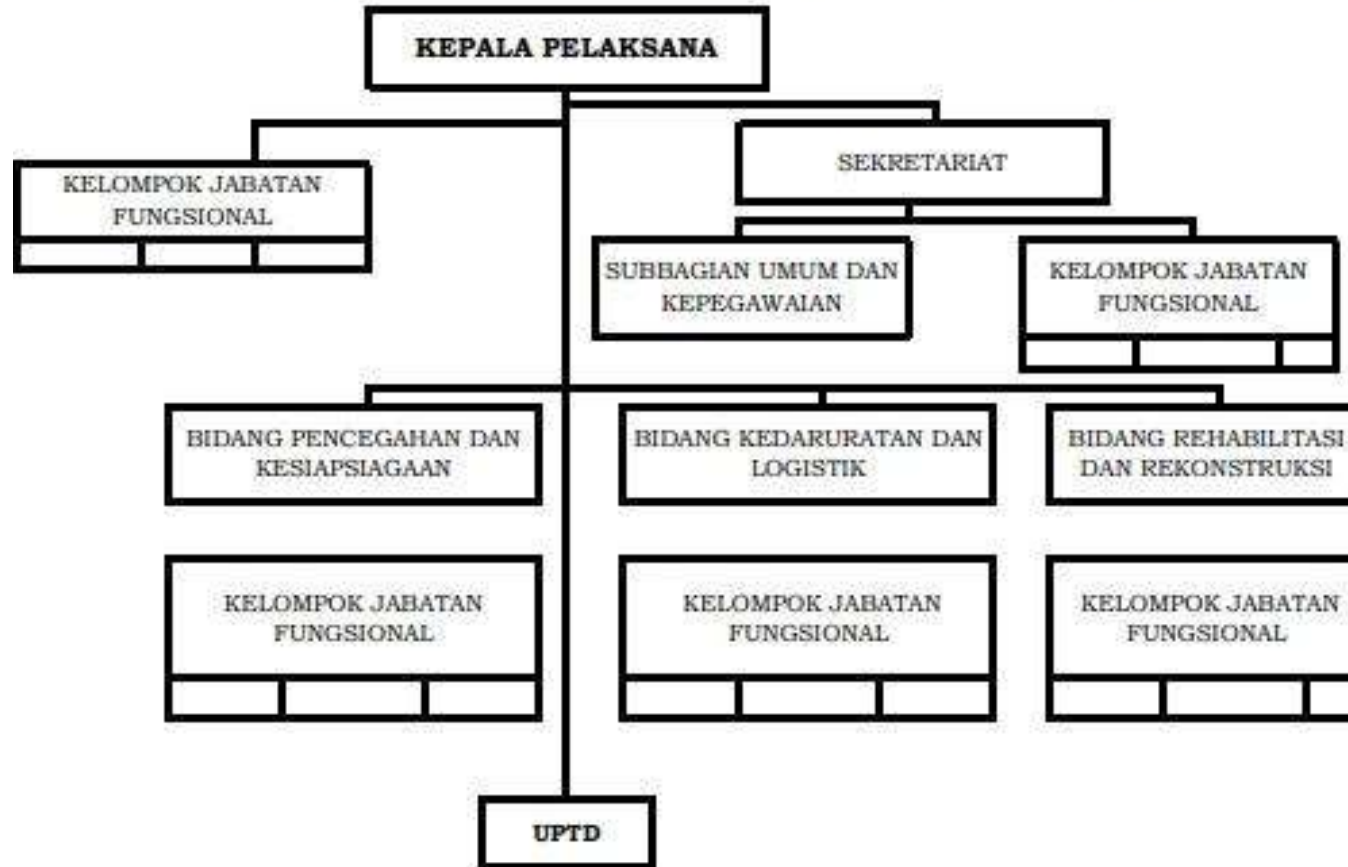 KEPALA PELAKSANA
SEKRETARIAT
KELOMPOK JABATAN
FUNGSIONAL
SUBBAGIAN UMUM DAN
KEPEGAWAIAN
KELOMPOK JABATAN
FUNGSIONAL
BIDANG PENCEGAHAN DAN
KESIAPSIAGAAN
BIDANG KEDARURATAN DAN
LOGISTIK
BIDANG REHABILITASI
DAN REKONSTRUKSI
KELOMPOK JABATAN
FUNGSIONAL
KELOMPOK JABATAN
FUNGSIONAL
KELOMPOK JABATAN
FUNGSIONAL
UPTD